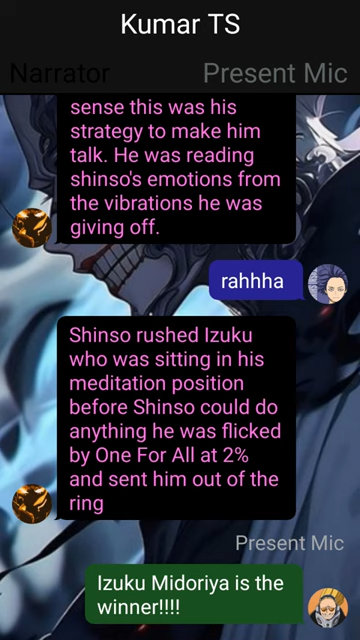 Kumar TS
Narrator
Present Mic
sense this was his
strategy to make him
talk. He was reading
shinso's emotions from
the vibrations he was
giving off.
rahhha
Shinso rushed Izuku
who was sitting in his
meditation position
before Shinso could do
anything he was flicked
by One For All at 2%
and sent him out of the
ring
Present Mic
Izuku Midoriya is the
winner!!!!